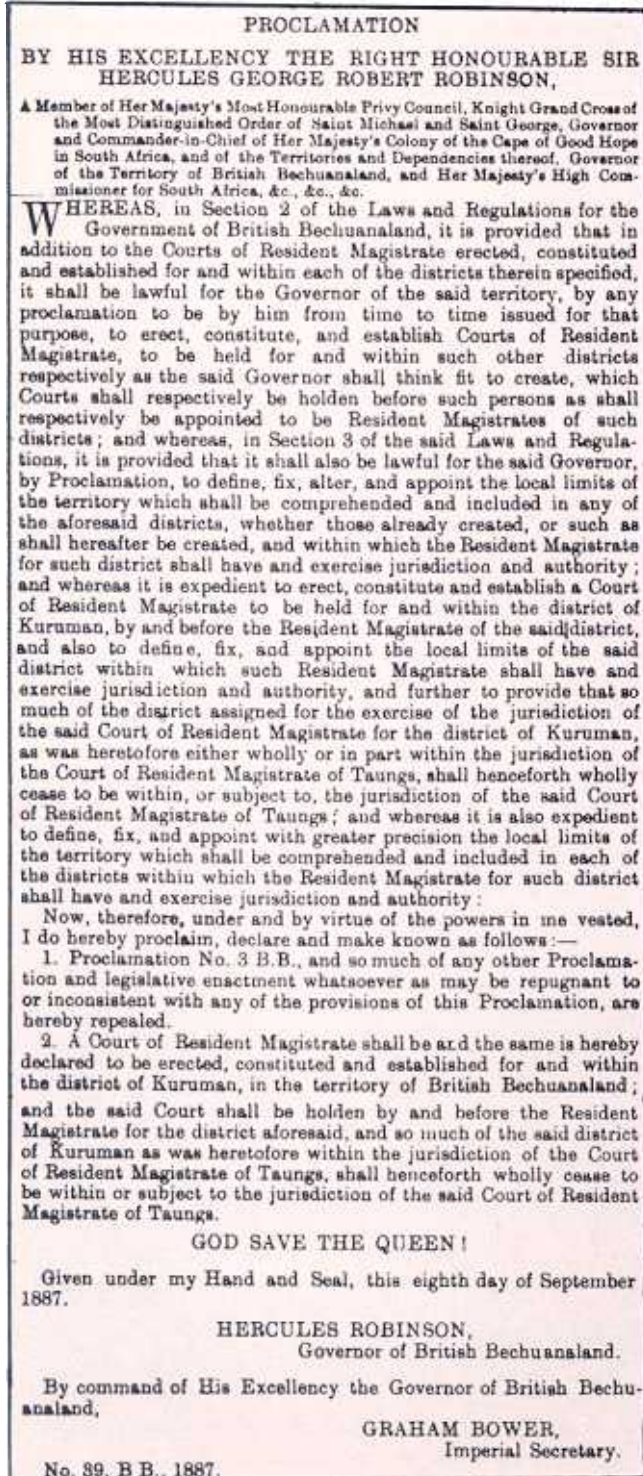 PROCLAMATION
BY HIS EXCELLENCY THE RIGHT HONOURABLE SIR
HERCULES GEORGE ROBERT ROBINSON,
A Member of Her Majesty's Most Honourable Privy Council, Knight Grand Cross of
the Most Distinguished Order of Saint Michael and Saint George, Governor
and Commander-in-Chief of Her Majesty's Colony of the Cape of Good Hope
in South Africa, and of the Territories and Dependencies thereof, Governor
of the Territory of British Bechuanaland, and Her Majesty's High Com-
missioner for South Africa, &c., &c., &c.
WHEREAS, in Section 2 of the Laws and Regulations for the
Government of British Bechuanaland, it is provided that in
addition to the Courts of Resident Magistrate erected, constituted
and established for and within each of the districts therein specified,
it shall be lawful for the Governor of the said territory, by any
proclamation to be by him from time to time issued for that
purpose, to erect, constitute, and establish Courts of Resident
Magistrate, to be held for and within such other districts
respectively as the said Governor shall think fit to create, which
Courts shall respectively be holden before such persons as shall
respectively be appointed to be Resident Magistrates of such
districts; and whereas, in Section 3 of the said Laws and Regula-
tions, it is provided that it shall also be lawful for the said Governor,
by Proclamation, to define, fix, alter, and appoint the local limits of
the territory which shall be comprehended and included in any of
the aforesaid districts, whether those already created, or such as
shall hereafter be created, and within which the Resident Magistrate
for such district shall have and exercise jurisdiction and authority;
and whereas it is expedient to erect, constitute and establish a Court
of Resident Magistrate to be held for and within the district of
Kuruman, by and before the Resident Magistrate of the said district,
and also to define, fix, and appoint the local limits of the said
district within which such Resident Magistrate shall have and
exercise jurisdiction and authority, and further to provide that so
much of the district assigned for the exercise of the jurisdiction of
the said Court of Resident Magistrate for the district of Kuruman,
as was heretofore either wholly or in part within the jurisdiction of
the Court of Resident Magistrate of Taungs, shall henceforth wholly
cease to be within, or subject to, the jurisdiction of the said Court
of Resident Magistrate of Taungs; and whereas it is also expedient
to define, fix, and appoint with greater precision the local limits of
the territory which shall be comprehended and included in each of
the districts within which the Resident Magistrate for such district
shall have and exercise jurisdiction and authority:
Now, therefore, under and by virtue of the powers in me vested,
I do hereby proclaim, declare and make known as follows:—
1. Proclamation No. 3 B.B., and so much of any other Proclama-
tion and legislative enactment whatsoever as may be repugnant to
or inconsistent with any of the provisions of this Proclamation, are
hereby repealed.
2. A Court of Resident Magistrate shall be and the same is hereby
declared to be erected, constituted and established for and within
the district of Kuruman, in the territory of British Bechuanaland;
and the said Court shall be holden by and before the Resident
Magistrate for the district aforesaid, and so much of the said district
of Kuruman as was heretofore within the jurisdiction of the Court
of Resident Magistrate of Taungs, shall henceforth wholly cease to
be within or subject to the jurisdiction of the said Court of Resident
Magistrate of Taungs.
GOD SAVE THE QUEEN!
Given under my Hand and Seal, this eighth day of September
1887.
HERCULES ROBINSON,
Governor of British Bechuanaland.
By command of His Excellency the Governor of British Bechu-
analand,
GRAHAM BOWER,
Imperial Secretary.
No. 39, B B., 1887.